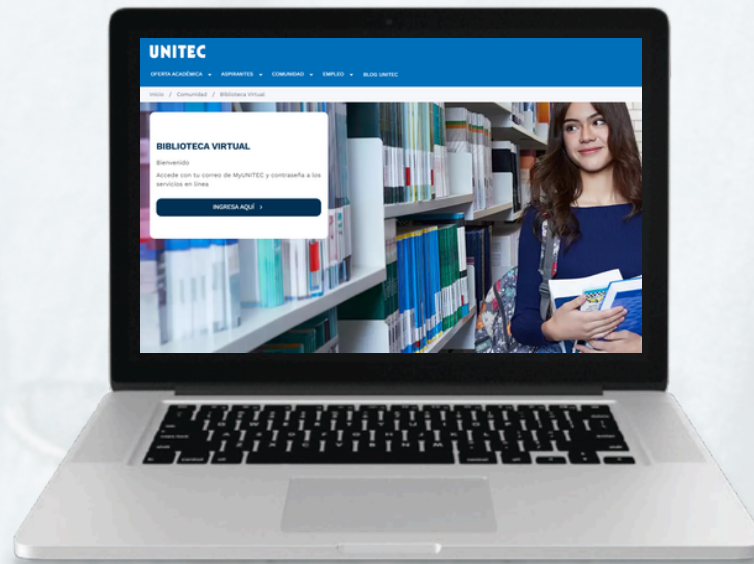 UNITEC
OFERTA ACADÉMICA ASPIRANTES COMUNIDAD EMPLEO BLOG UNITEC
Inicio / Comunidad / Biblioteca Virtual
BIBLIOTECA VIRTUAL
Bienvenido
Accede con tu correo de MyUNITEC y contraseña a los
servicios en línea
INGRESA AQUÍ >